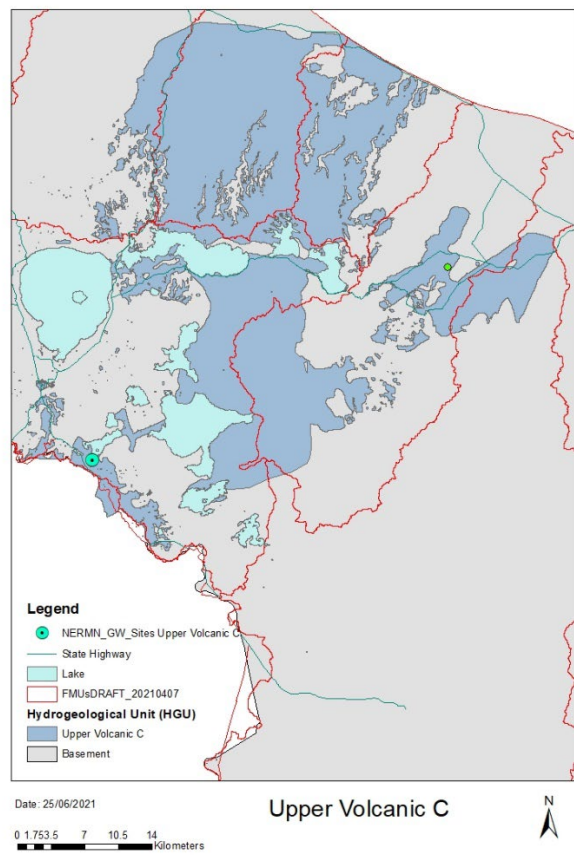 Legend
NERMN_GW_Sites Upper Volcanic C
State Highway
Lake
FMUsDRAFT_20210407
Hydrogeological Unit (HGU)
Upper Volcanic C
Basement
Date: 25/06/2021
Upper Volcanic C
N
0 1.753.5 7 10.5 14
Kilometers